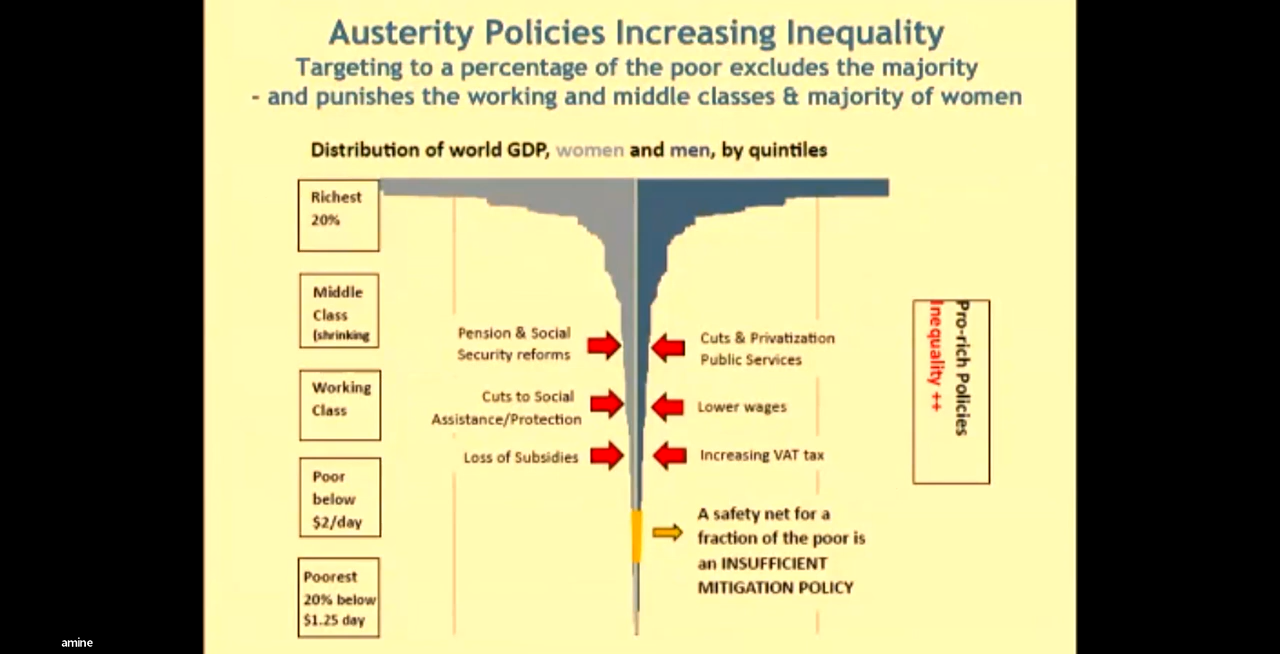 Austerity Policies Increasing Inequality
Targeting to a percentage of the poor excludes the majority
- and punishes the working and middle classes & majority of women
Distribution of world GDP, women and men, by quintiles
Richest
20%
Middle
Class
(shrinking
Working
Class
Poor
below
$2/day
Poorest
20% below
$1.25 day
Pension & Social
Security reforms
Cuts to Social
Assistance/Protection
Loss of Subsidies
Cuts & Privatization
Public Services
Lower wages
Increasing VAT tax
A safety net for a
fraction of the poor is
an INSUFFICIENT
MITIGATION POLICY
Pro-rich Policies
Inequality ++
amine